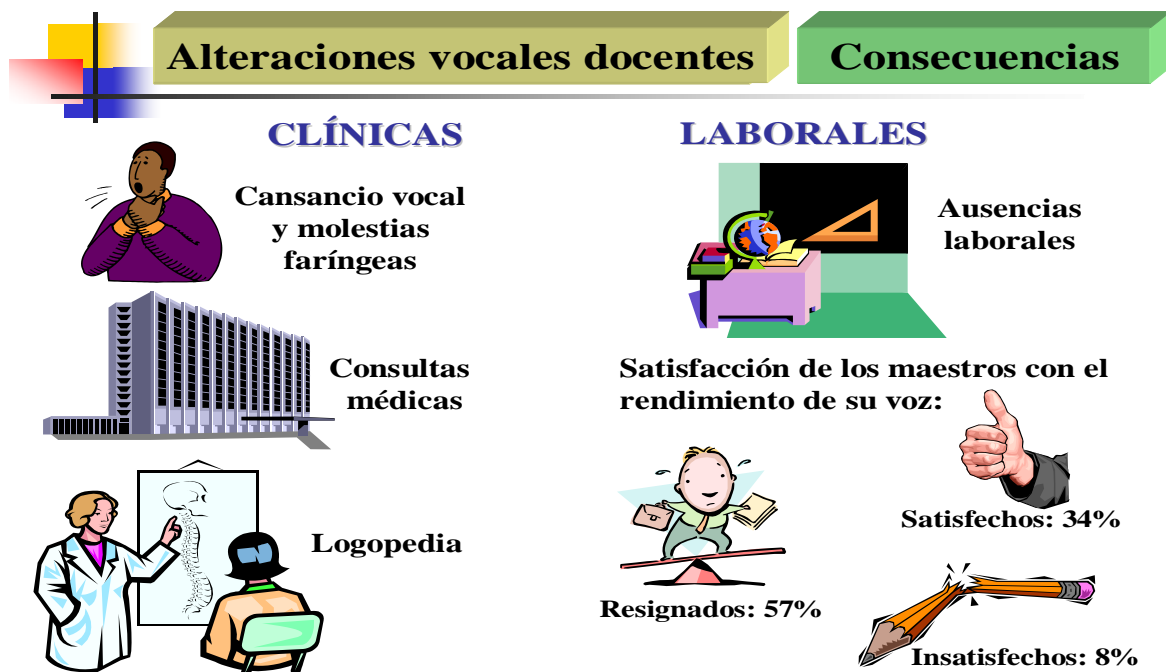 Alteraciones vocales docentes
Consecuencias
CLÍNICAS
Cansancio vocal
y molestias
faríngeas
Consultas
médicas
Logopedia
LABORALES
Ausencias
laborales
Satisfacción de los maestros con el
rendimiento de su voz:
Satisfechos: 34%
Resignados: 57%
Insatisfechos: 8%